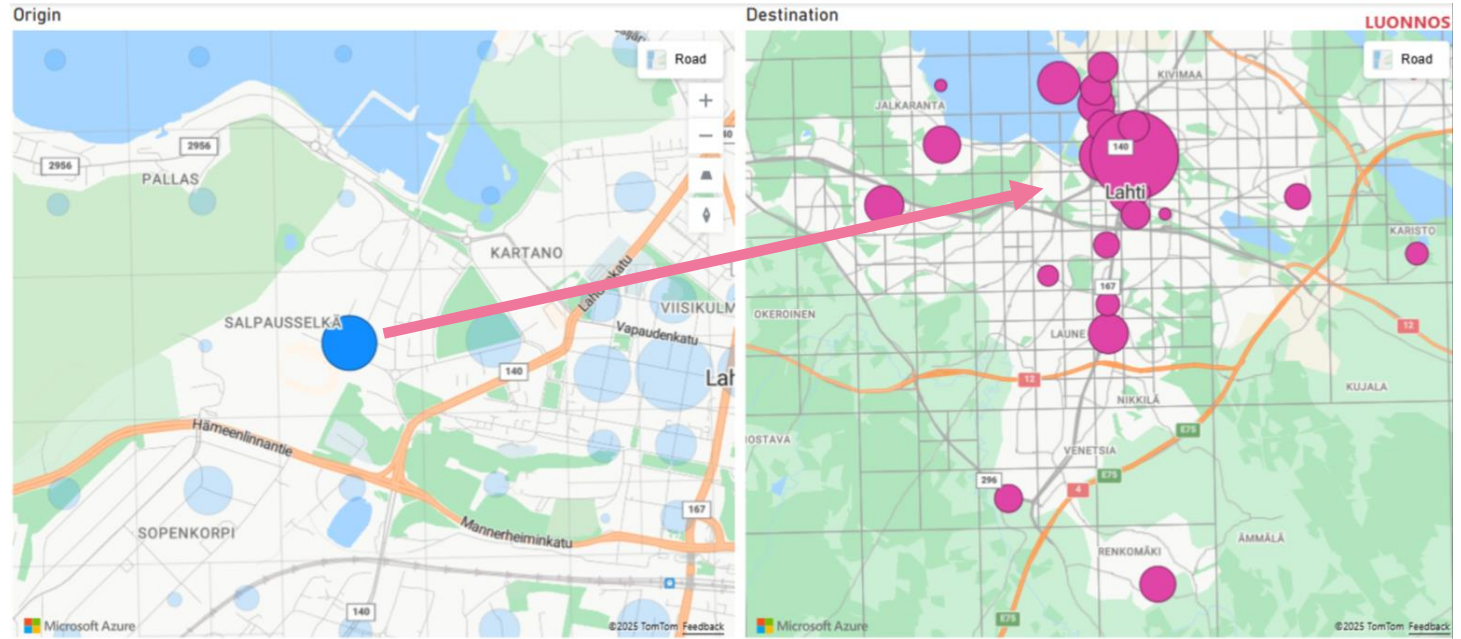 Origin
Road
2956
2956
PALLAS
40
KARTANO
Lahdenkatu
VIISIKULM
SALPAUSSELKÄ
Vapaudenkatu
140
Lah
Hämeenlinnantie
SOPENKORPI
Mannerheiminkatu
167
140
Microsoft Azure
©2025 TomTom Feedback
Destination
LUONNOS
Road
KIVIMAA
JALKARANTA
140
Lahti
KARISTO
167
OKEROINEN
LAUNE
12
12
KUJALA
NIKKILÄ
E75
IOSTAVA
VENETSIA
E75
296
4
ÄMMÄLÄ
RENKOMÄKI
E75
Microsoft Azure
©2025 TomTom Feedback